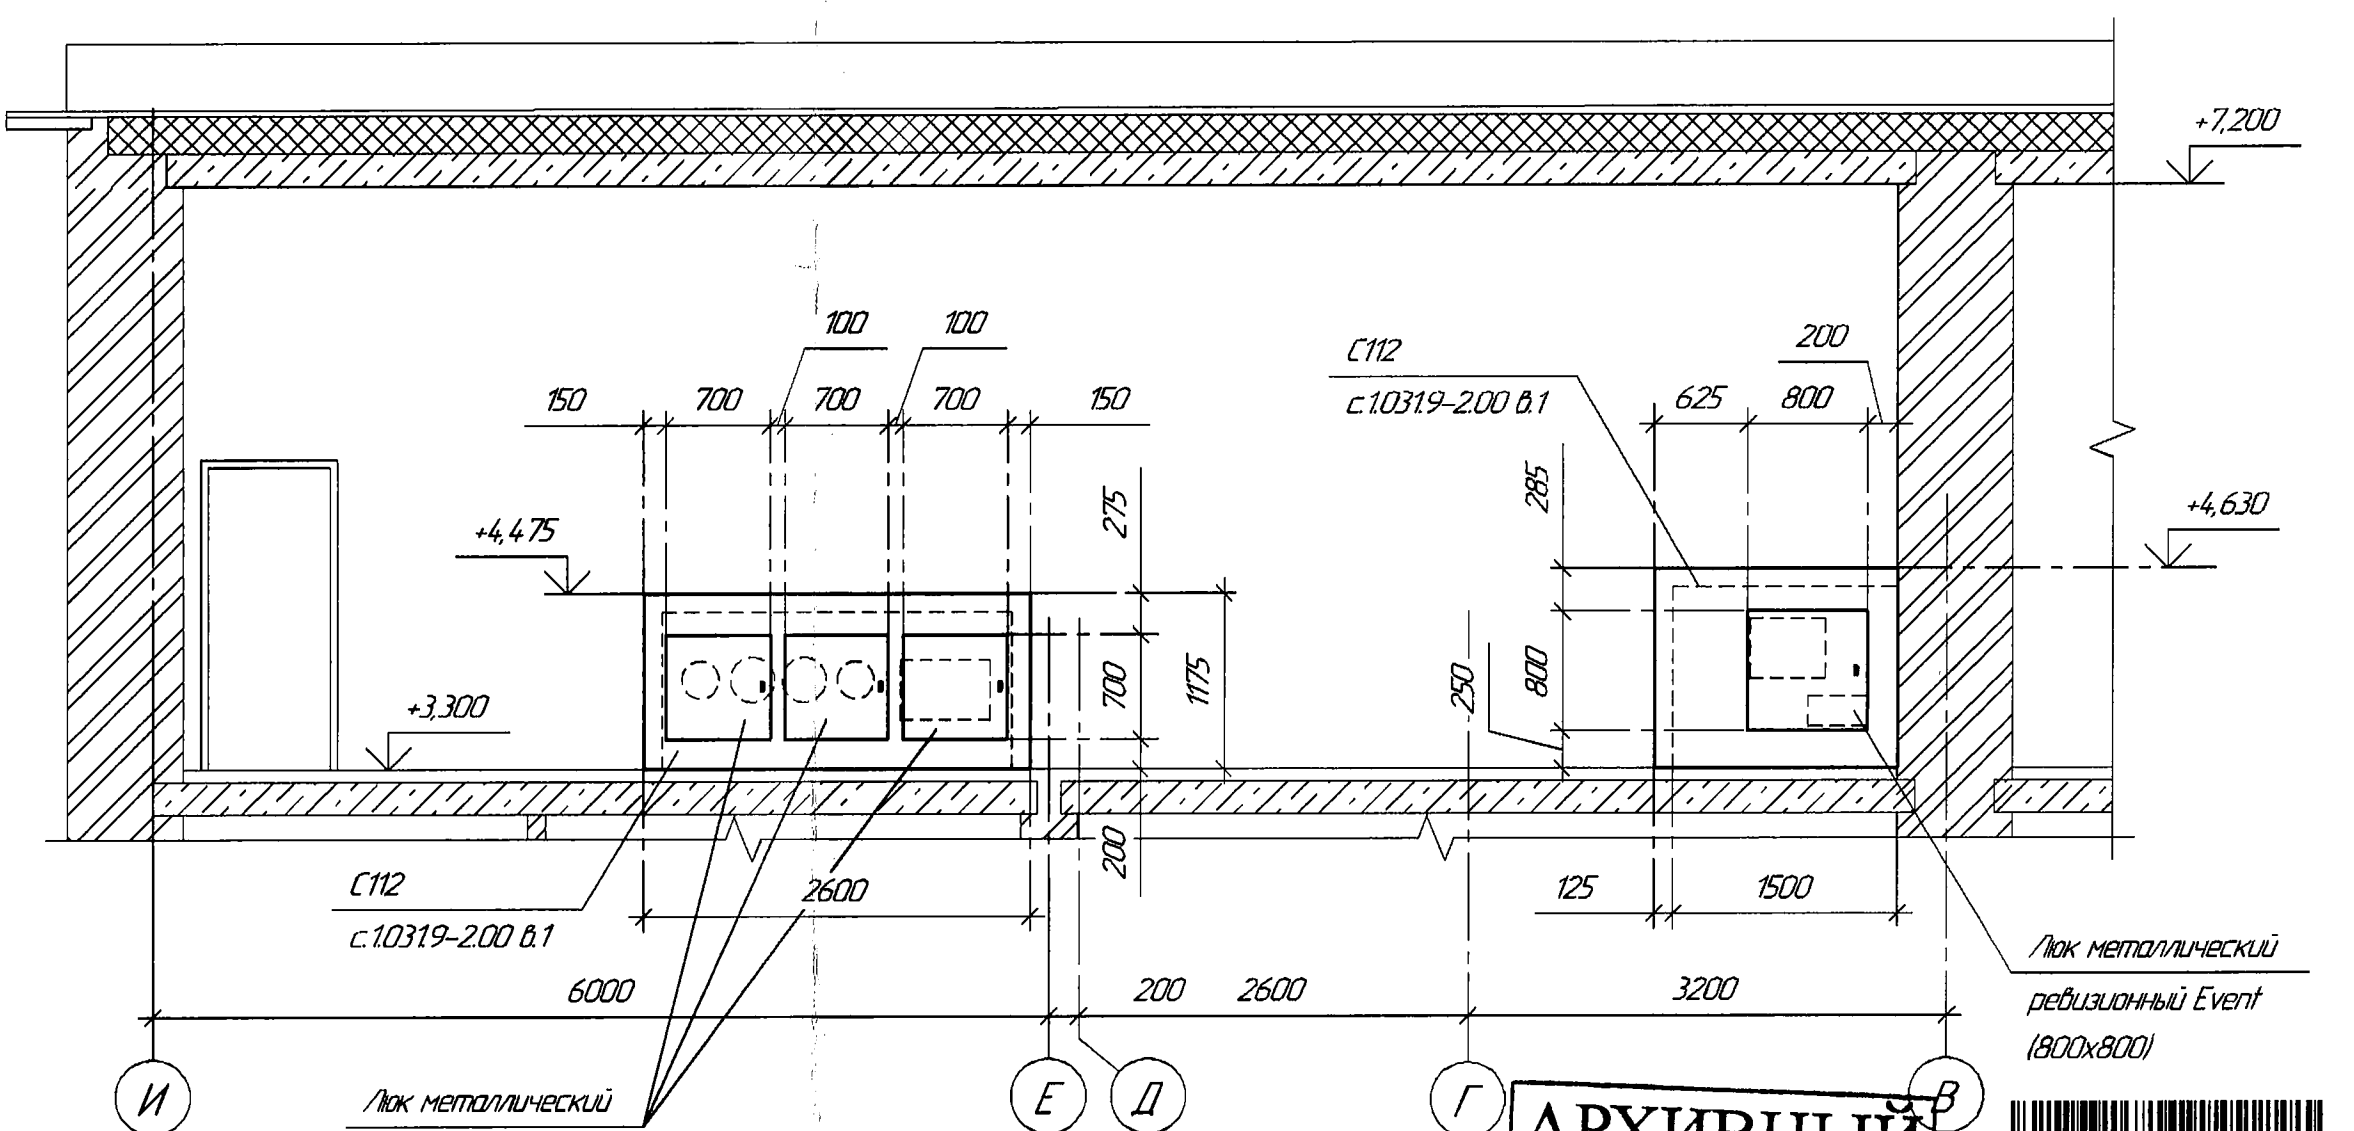 +7,200
100
100
200
С112
150
700
700
700
150
с.1.031.9-2.00 в.1
625
800
285
275
+4,475
+4,630
+3,300
700
1175
250
800
200
С112
2600
125
1500
с.1.031.9-2.00 в.1
Люк металлический
6000
200
2600
3200
ревизионный Event
(800х800)
И
Люк металлический
Е
Д
Г
В
АРХИВНЫЙ